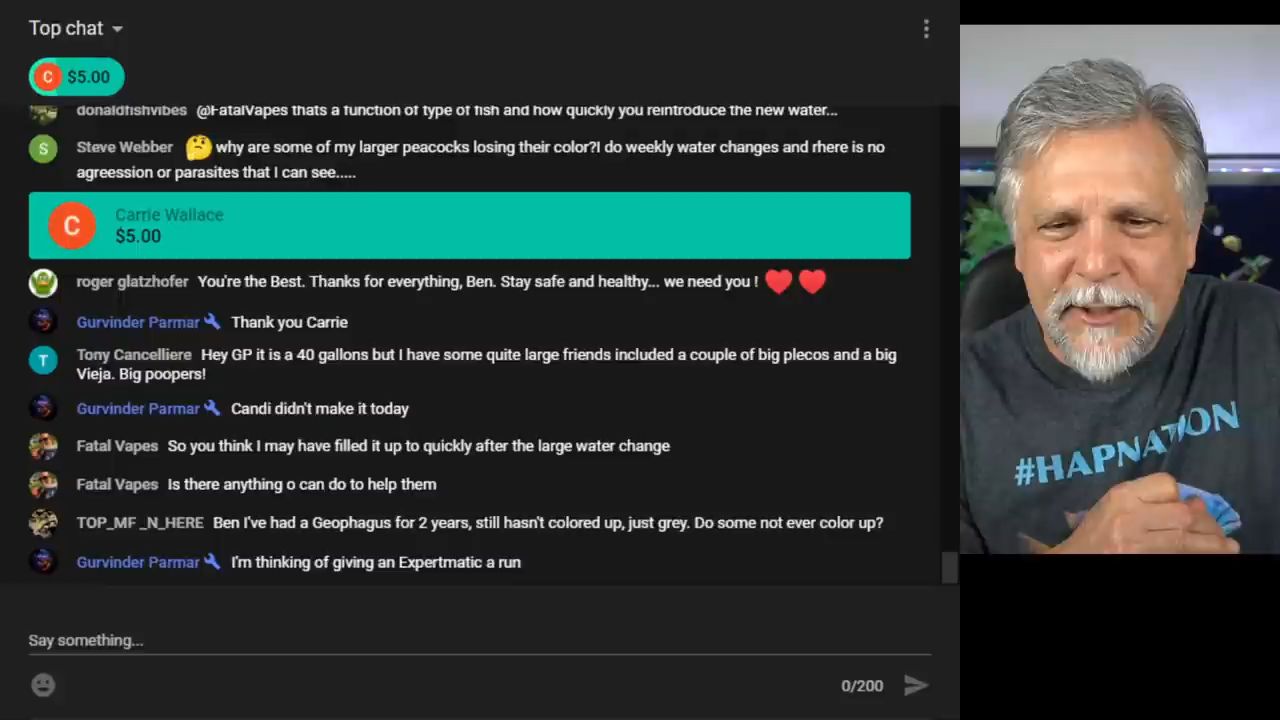 Top chat
C $5.00
donaldfishvibes @FatalVapes thats a function of type of fish and how quickly you reintroduce the new water...
S Steve Webber 🤔 why are some of my larger peacocks losing their color?I do weekly water changes and rhere is no
agreession or parasites that I can see.....
C Carrie Wallace
$5.00
roger glatzhofer You're the Best. Thanks for everything, Ben. Stay safe and healthy... we need you ! ❤️ ❤️
Gurvinder Parmar Thank you Carrie
T Tony Cancelliere Hey GP it is a 40 gallons but I have some quite large friends included a couple of big plecos and a big
Vieja. Big poopers!
Gurvinder Parmar Candi didn't make it today
Fatal Vapes So you think I may have filled it up to quickly after the large water change
Fatal Vapes Is there anything o can do to help them
TOP_MF _N_HERE Ben I've had a Geophagus for 2 years, still hasn't colored up, just grey. Do some not ever color up?
Gurvinder Parmar I'm thinking of giving an Expertmatic a run
Say something...
0/200
#HAPNATION